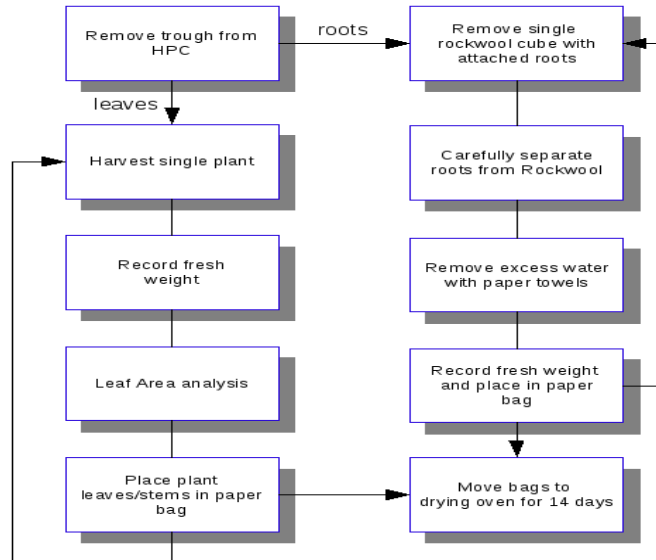 Remove trough from
HPC
roots
Remove single
rockwool cube with
attached roots
leaves
Harvest single plant
Carefully separate
roots from Rockwool
Record fresh
weight
Remove excess water
with paper towels
Leaf Area analysis
Record fresh weight
and place in paper
bag
Place plant
leaves/stems in paper
bag
Move bags to
drying oven for 14 days